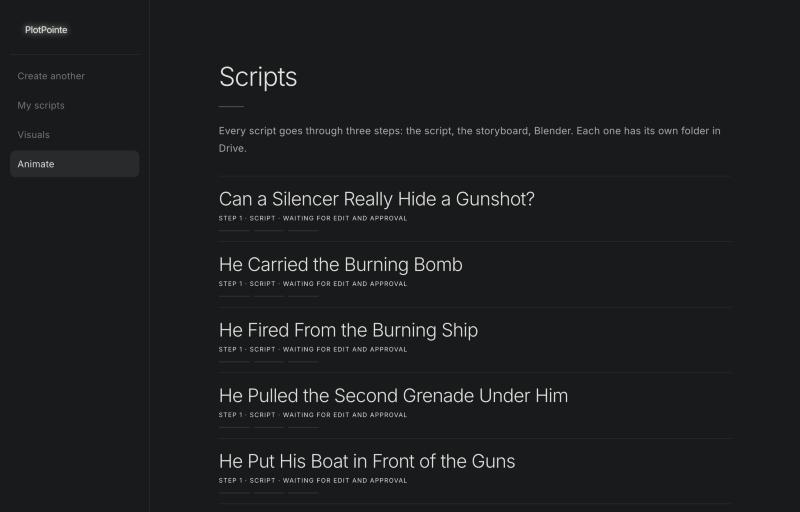 PlotPointe
Create another
My scripts
Visuals
Animate
Scripts
Every script goes through three steps: the script, the storyboard, Blender. Each one has its own folder in
Drive.
Can a Silencer Really Hide a Gunshot?
STEP 1 · SCRIPT · WAITING FOR EDIT AND APPROVAL
He Carried the Burning Bomb
STEP 1 · SCRIPT · WAITING FOR EDIT AND APPROVAL
He Fired From the Burning Ship
STEP 1 · SCRIPT · WAITING FOR EDIT AND APPROVAL
He Pulled the Second Grenade Under Him
STEP 1 · SCRIPT · WAITING FOR EDIT AND APPROVAL
He Put His Boat in Front of the Guns
STEP 1 · SCRIPT · WAITING FOR EDIT AND APPROVAL